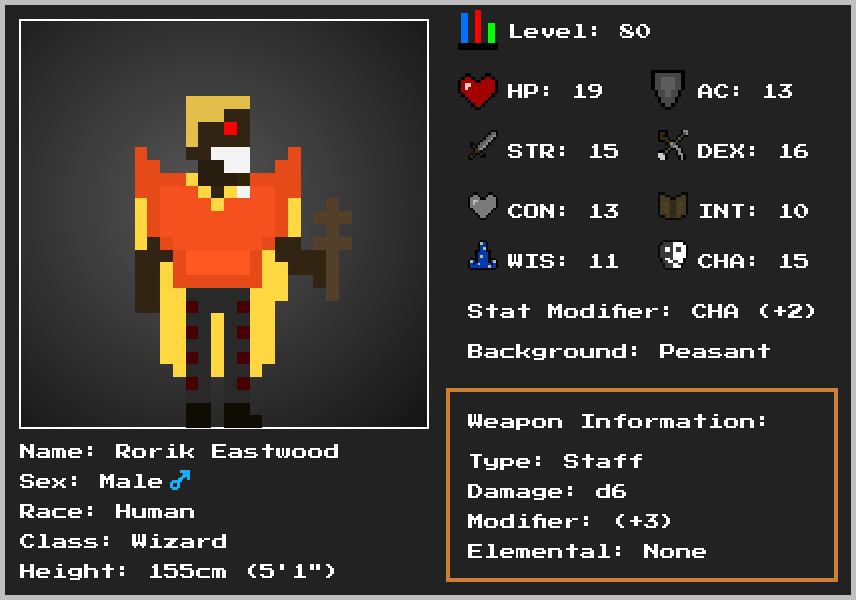 Level: 80
HP: 19 AC: 13
STR: 15 DEX: 16
CON: 13 INT: 10
WIS: 11 CHA: 15
Stat Modifier: CHA (+2)
Background: Peasant
Weapon Information:
Type: Staff
Damage: d6
Modifier: (+3)
Elemental: None
Name: Rorik Eastwood
Sex: Male ♂
Race: Human
Class: Wizard
Height: 155cm (5'1")